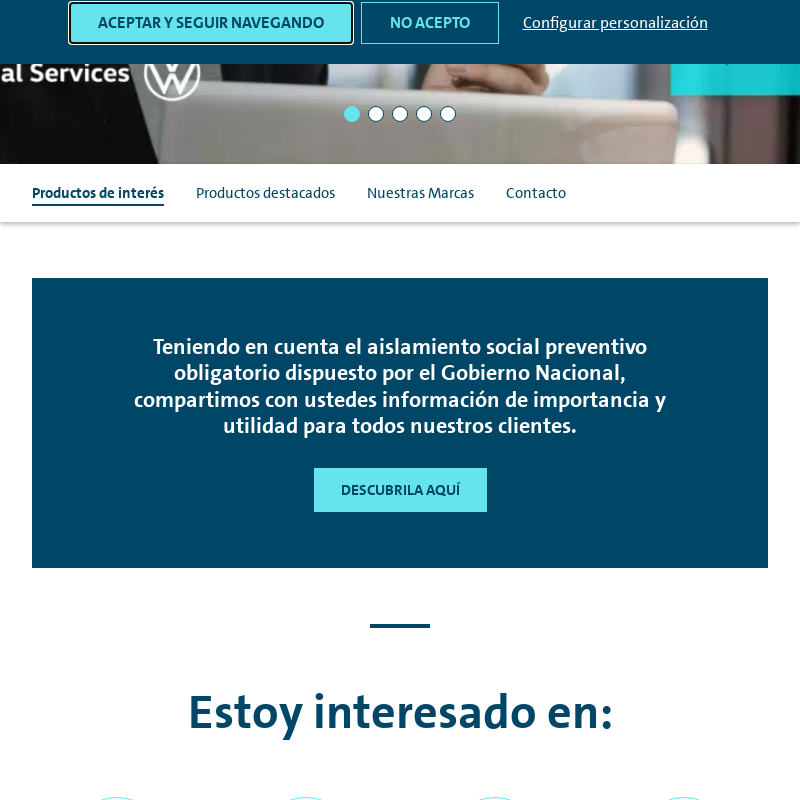 ACEPTAR Y SEGUIR NAVEGANDO
NO ACEPTO
Configurar personalización
al Services
Productos de interés
Productos destacados
Nuestras Marcas
Contacto
Teniendo en cuenta el aislamiento social preventivo
obligatorio dispuesto por el Gobierno Nacional,
compartimos con ustedes información de importancia y
utilidad para todos nuestros clientes.
DESCUBRILA AQUÍ
Estoy interesado en: